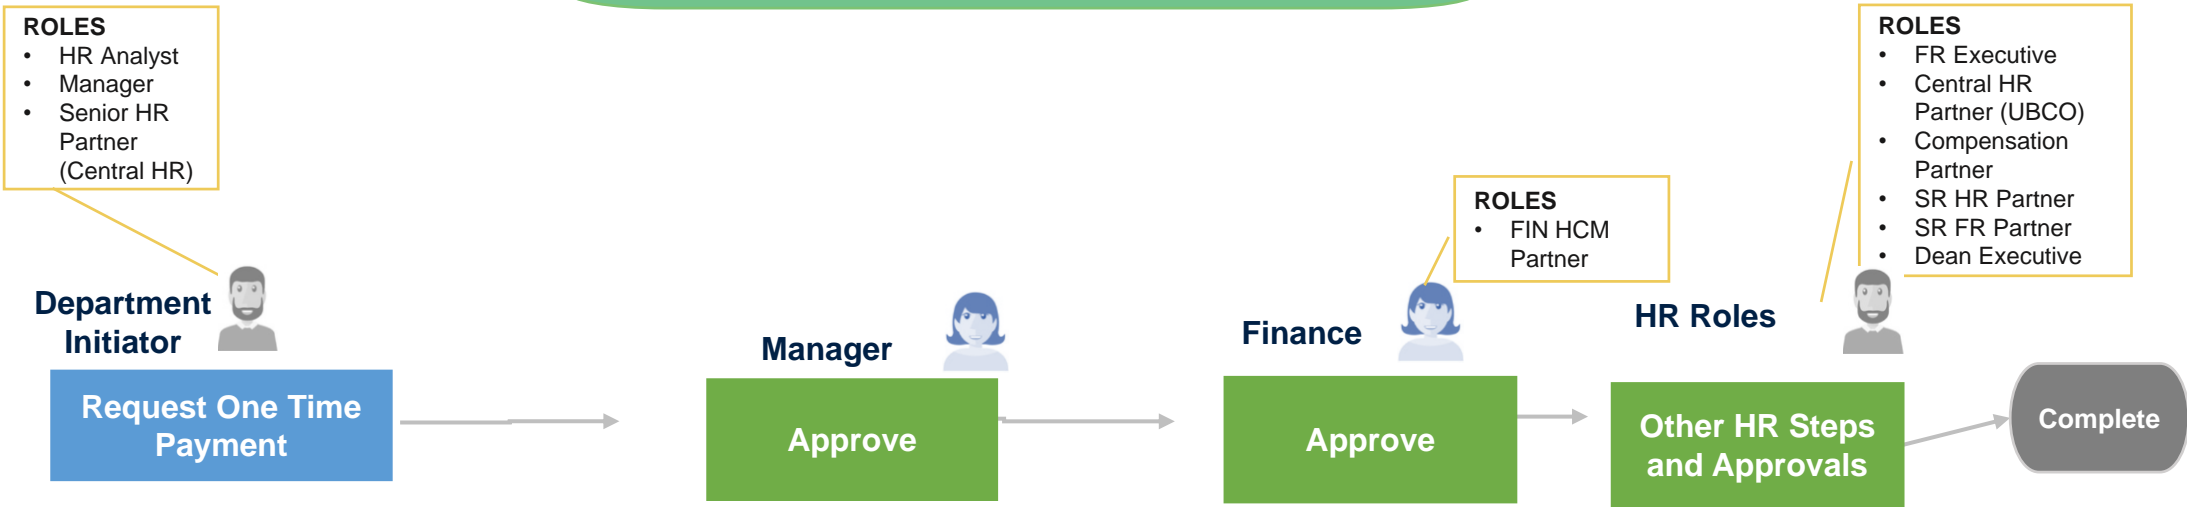 ROLES
• HR Analyst
• Manager
• Senior HR
Partner
(Central HR)
Department
Initiator
Request One Time
Payment
Manager
Approve
ROLES
• FIN HCM
Partner
Finance
Approve
ROLES
• FR Executive
• Central HR
Partner (UBCO)
• Compensation
Partner
• SR HR Partner
• SR FR Partner
• Dean Executive
HR Roles
Other HR Steps
and Approvals
Complete